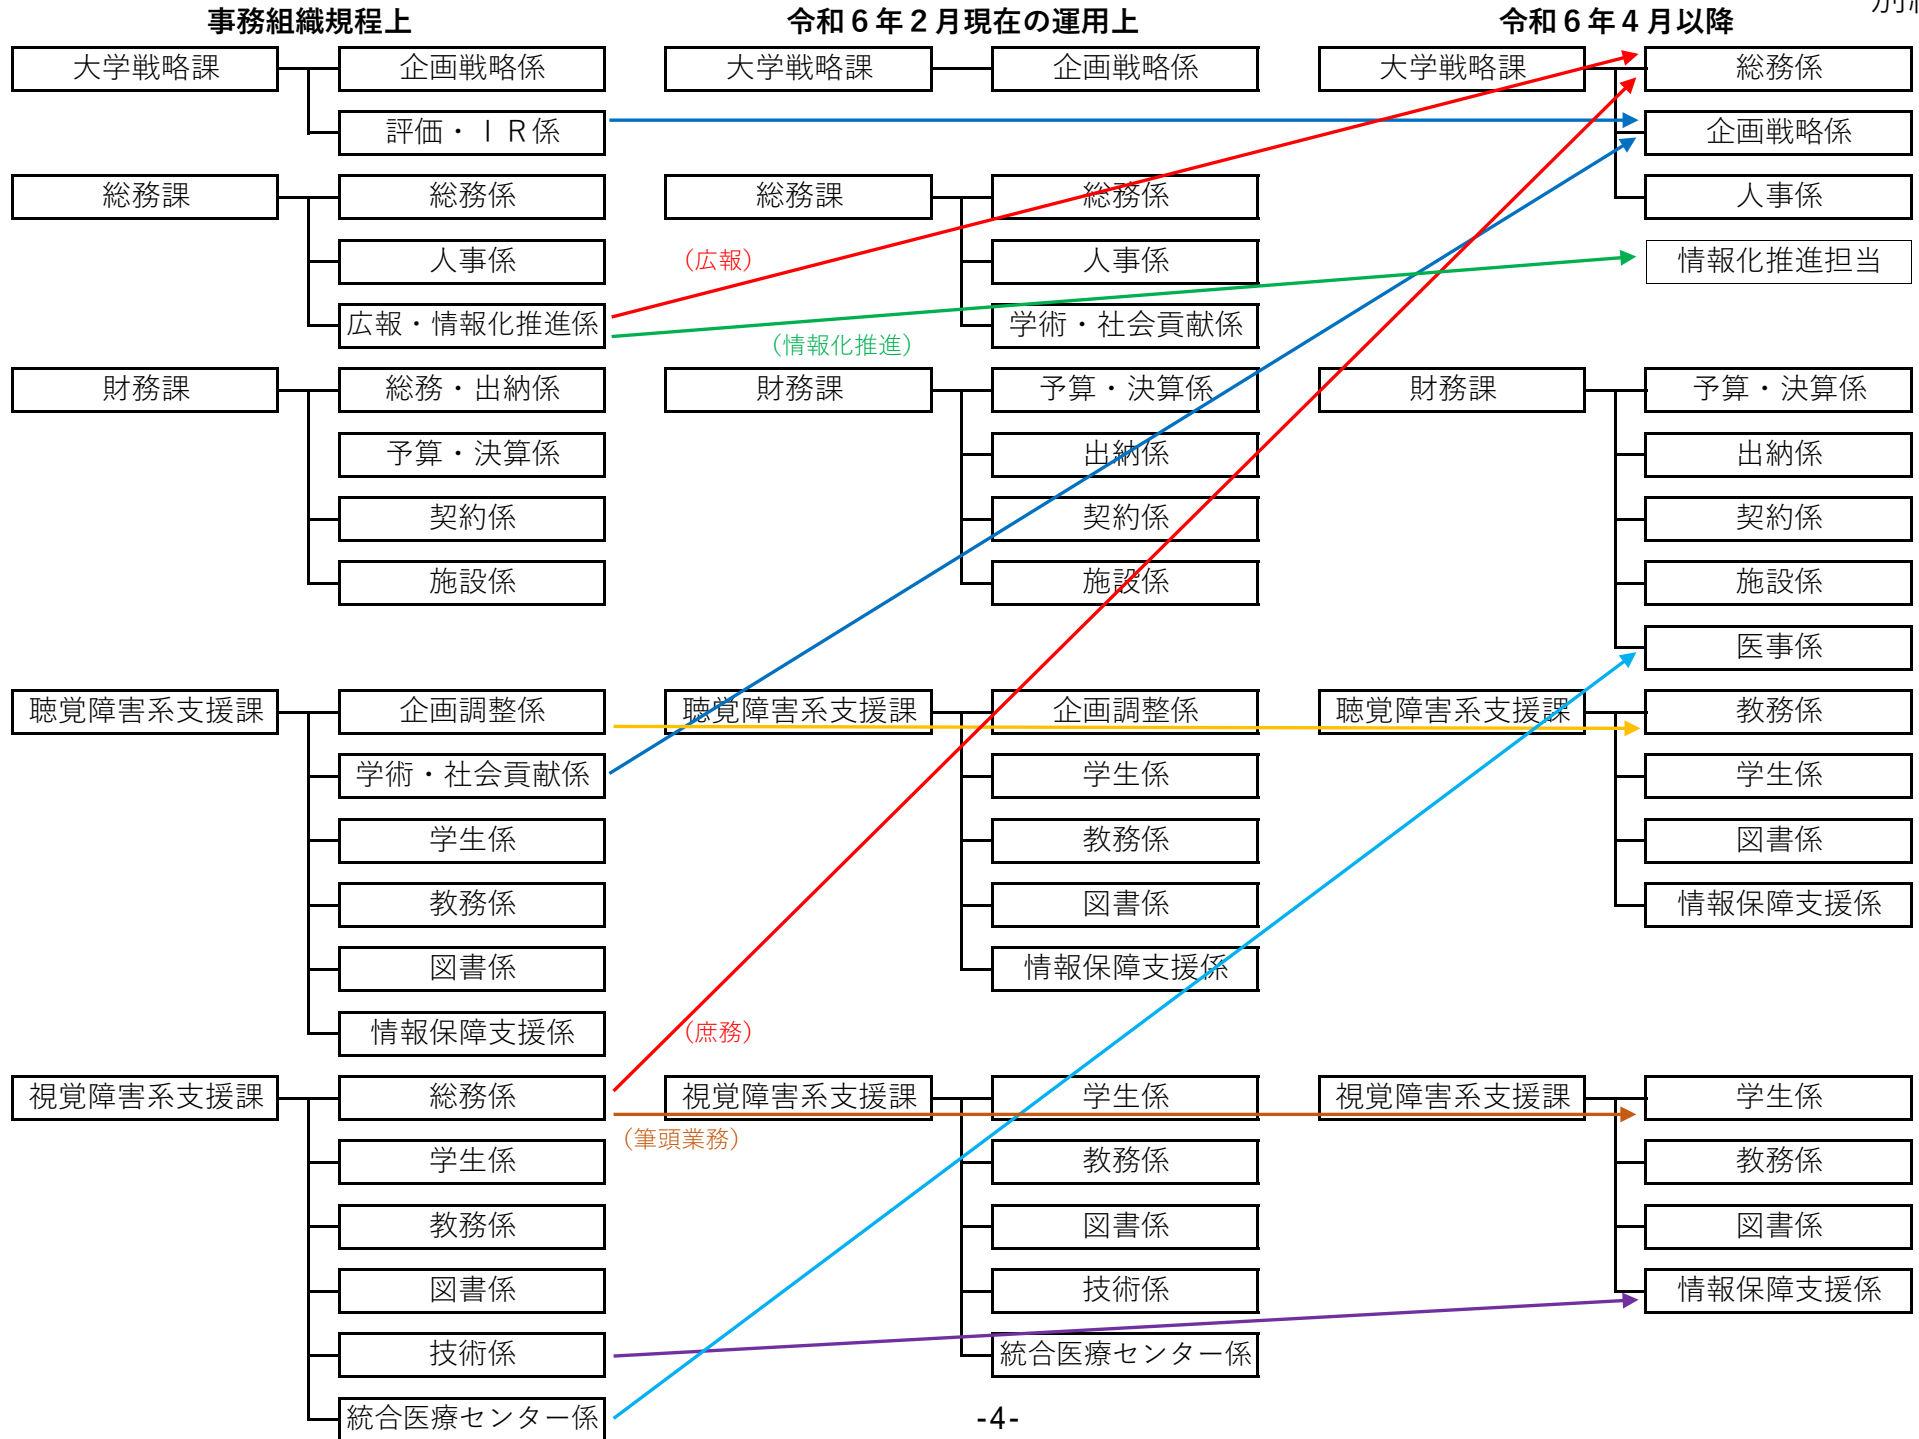 別紙
事務組織規程上 令和６年２月現在の運用上 令和６年４月以降
大学戦略課 企画戦略係 大学戦略課 企画戦略係 大学戦略課 総務係
評価・ＩＲ係 企画戦略係
総務課 総務係 総務課 総務係 人事係
人事係 （広報） 人事係 情報化推進担当
広報・情報化推進係 学術・社会貢献係
（情報化推進）
財務課 総務・出納係 財務課 予算・決算係 財務課 予算・決算係
予算・決算係 出納係 出納係
契約係 契約係 契約係
施設係 施設係 施設係
医事係
聴覚障害系支援課 企画調整係 聴覚障害系支援課 企画調整係 聴覚障害系支援課 教務係
学術・社会貢献係 学生係 学生係
学生係 教務係 図書係
教務係 図書係 情報保障支援係
図書係 情報保障支援係
情報保障支援係 （庶務）
視覚障害系支援課 総務係 視覚障害系支援課 学生係 視覚障害系支援課 学生係
（筆頭業務）
学生係 教務係 教務係
教務係 図書係 図書係
図書係 技術係 情報保障支援係
技術係 統合医療センター係
統合医療センター係
-4-